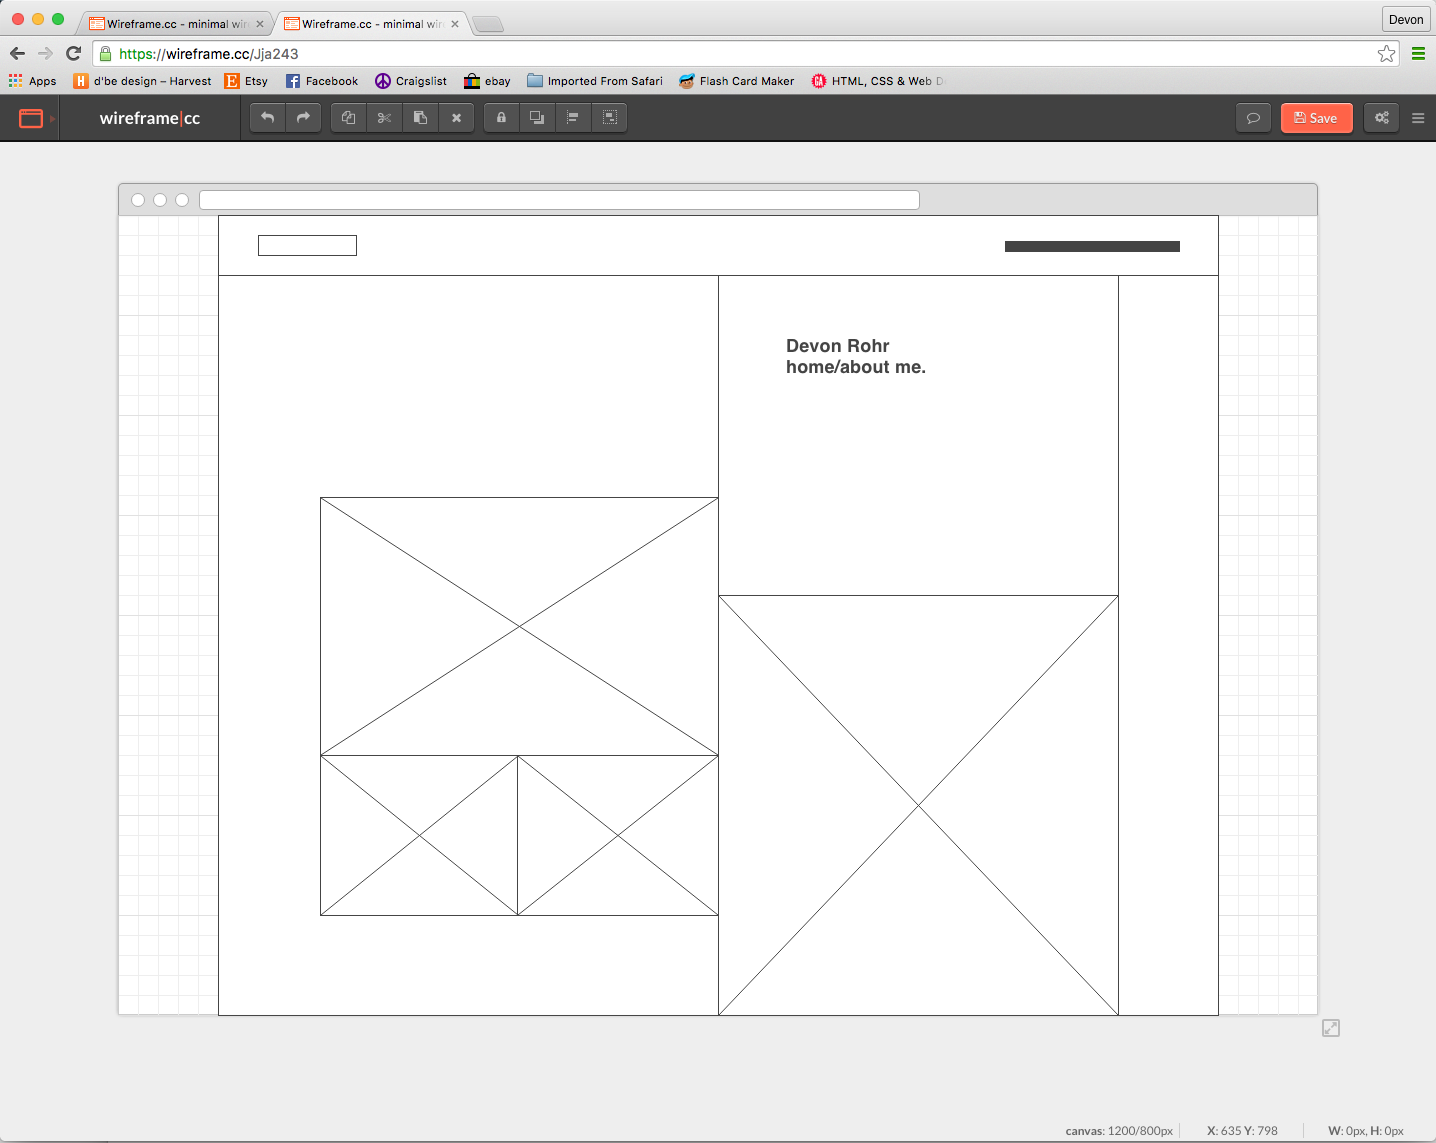 Wireframe.cc - minimal wir
Wireframe.cc - minimal wir
Devon
https://wireframe.cc/Jja243
Apps
d'be design – Harvest
Etsy
Facebook
Craigslist
ebay
Imported From Safari
Flash Card Maker
HTML, CSS & Web D
wireframe|cc
Save
Devon Rohr
home/about me.
canvas: 1200/800px
X: 635 Y: 798
W: 0px, H: 0px